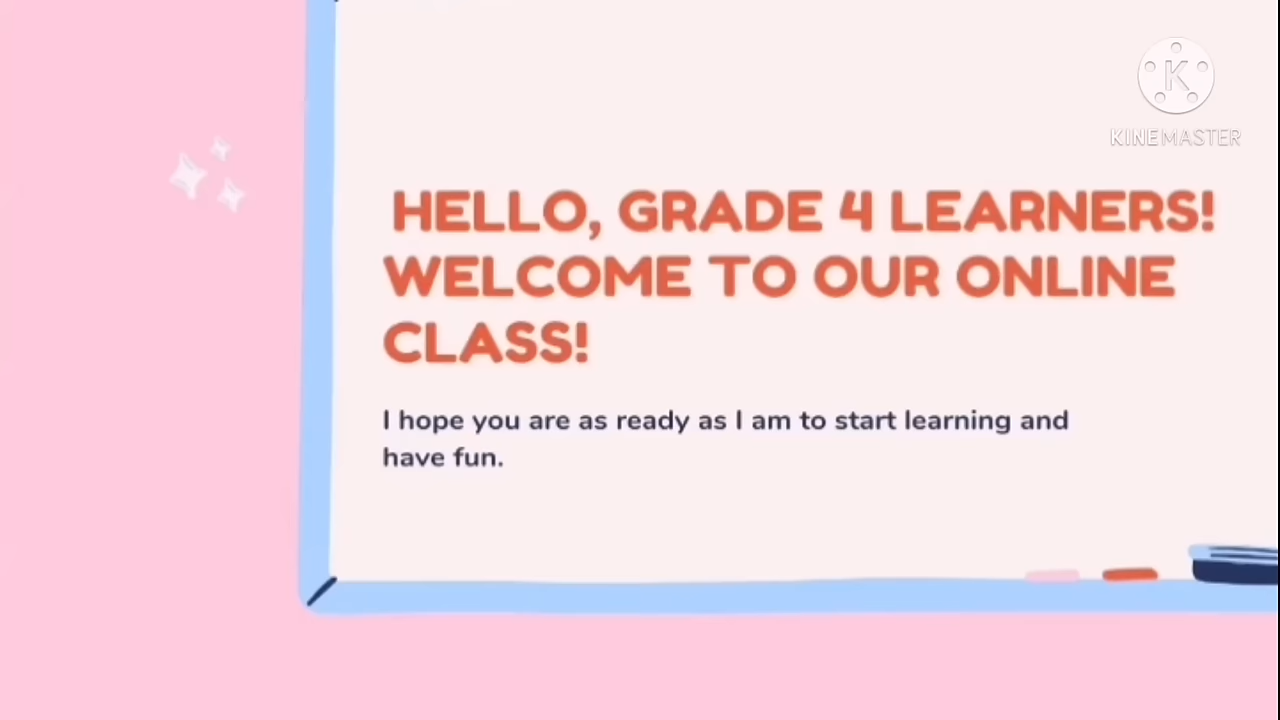 KINEMASTER
HELLO, GRADE 4 LEARNERS!
WELCOME TO OUR ONLINE
CLASS!
I hope you are as ready as I am to start learning and
have fun.